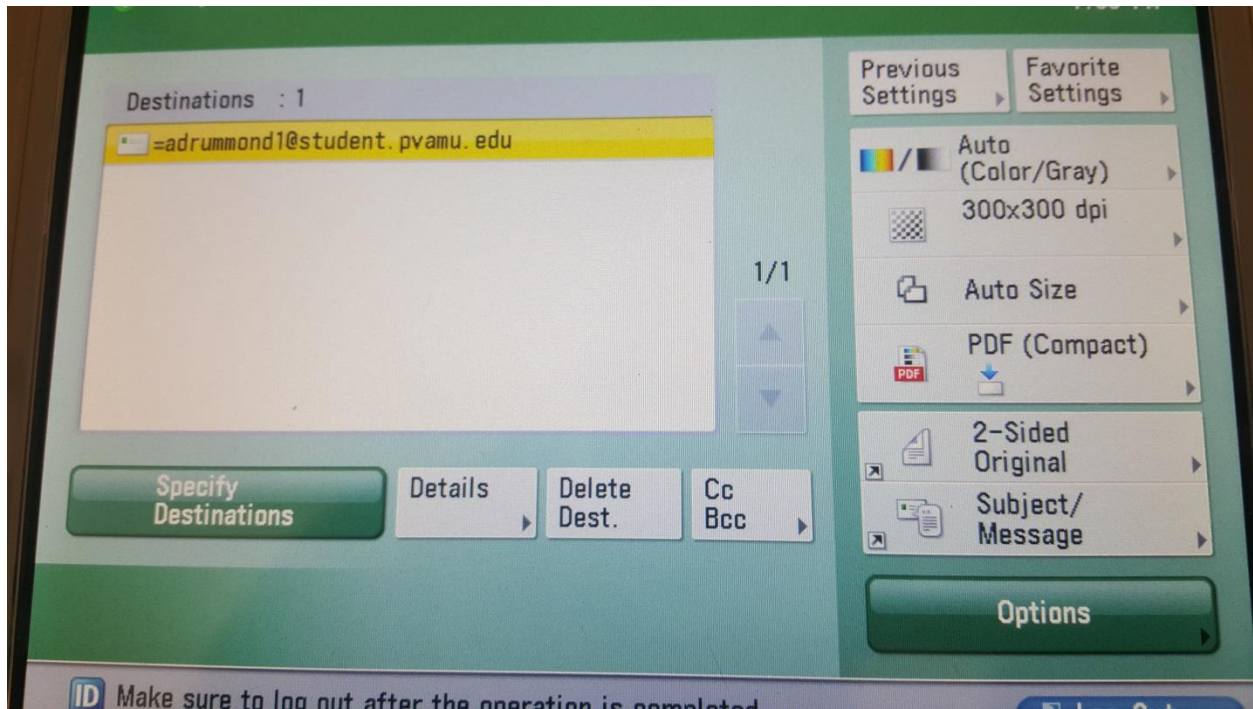 Destinations : 1
=adrummond1@student.pvamu.edu
1/1
Specify
Destinations
Details
Delete
Dest.
Cc
Bcc
Previous
Settings
Favorite
Settings
Auto
(Color/Gray)
300x300 dpi
Auto Size
PDF (Compact)
PDF
2-Sided
Original
Subject/
Message
Options
ID Make sure to log out after the operation is completed.